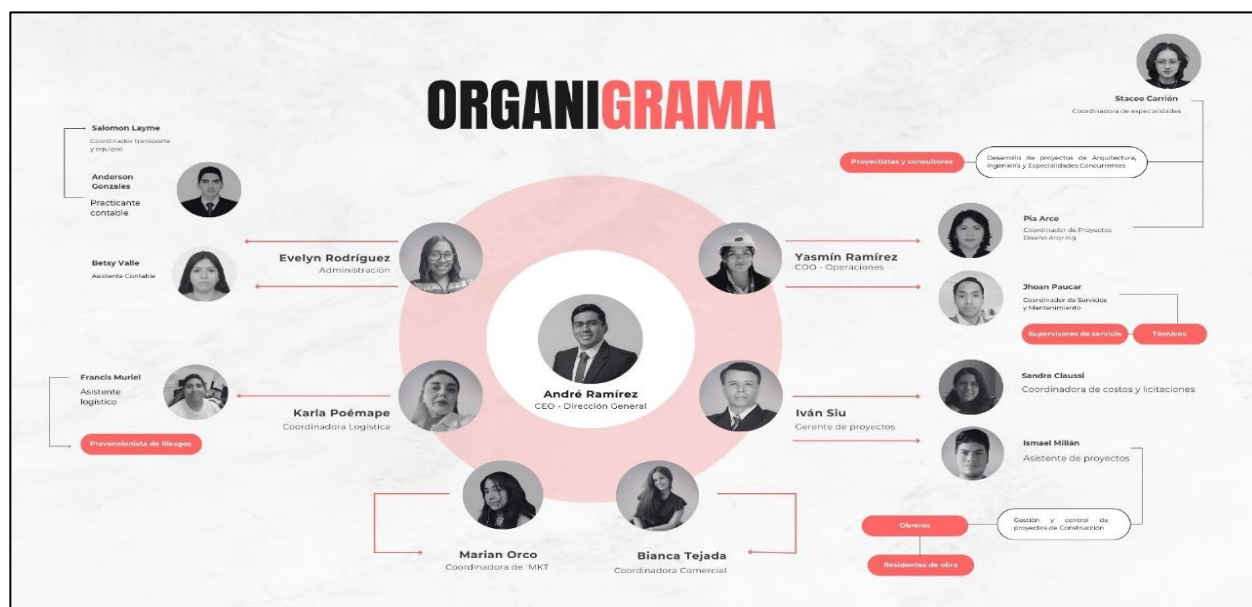 ORGANIGRAMA
Stacee Carrión
Coordinadora de especialidades
Proyectistas y consultores
Desarrollo de proyectos de Arquitectura,
Ingeniería y Especialidades Concurrentes
Salomon Layme
Coordinador transporte
y equipos
Anderson
Gonzales
Practicante
contable
Betsy Valle
Asistente Contable
Evelyn Rodríguez
Administración
Yasmín Ramírez
COO - Operaciones
Pia Arce
Coordinador de Proyectos
Diseño Arq+ing
Jhoan Paucar
Coordinador de Servicios
y Mantenimiento
Supervisores de servicio
Técnicos
André Ramírez
CEO - Dirección General
Francis Muriel
Asistente
logístico
Prevencionista de Riesgos
Karla Poémape
Coordinadora Logística
Iván Siu
Gerente de proyectos
Sandra Claussi
Coordinadora de costos y licitaciones
Ismael Millán
Asistente de proyectos
Gestión y control de
proyectos de Construcción
Obreros
Residentes de obra
Marian Orco
Coordinadora de MKT
Bianca Tejada
Coordinadora Comercial